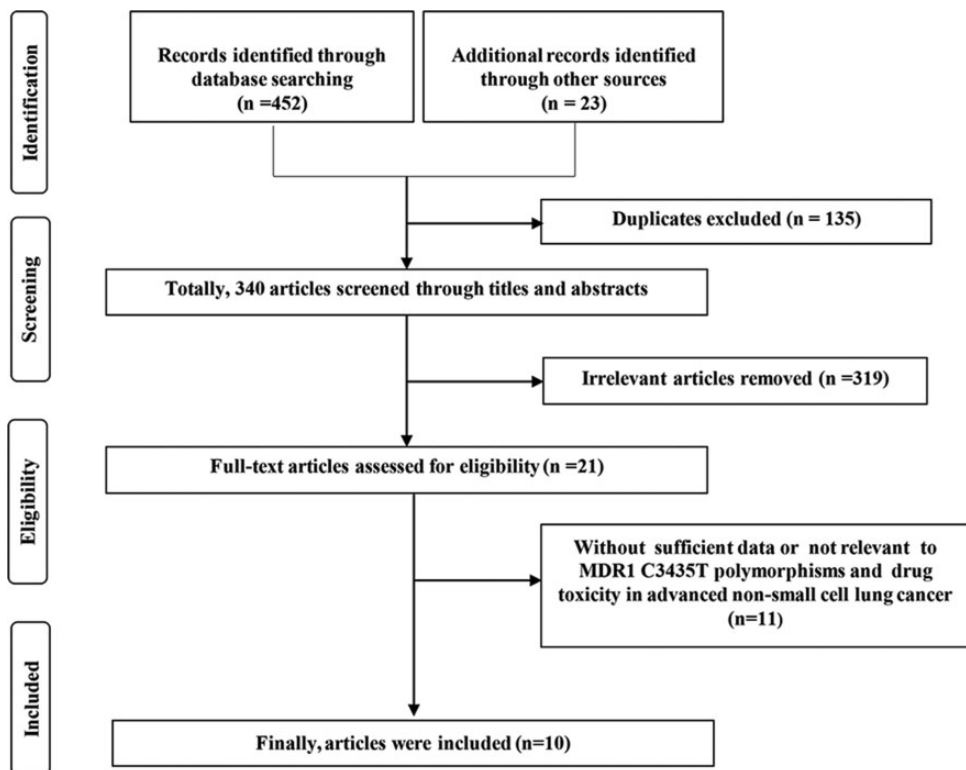 Identification
Records identified through
database searching
(n =452)
Additional records identified
through other sources
(n = 23)
Screening
Duplicates excluded (n = 135)
Totally, 340 articles screened through titles and abstracts
Irrelevant articles removed (n =319)
Eligibility
Full-text articles assessed for eligibility (n =21)
Without sufficient data or not relevant to
MDR1 C3435T polymorphisms and drug
toxicity in advanced non-small cell lung cancer
(n=11)
Included
Finally, articles were included (n=10)